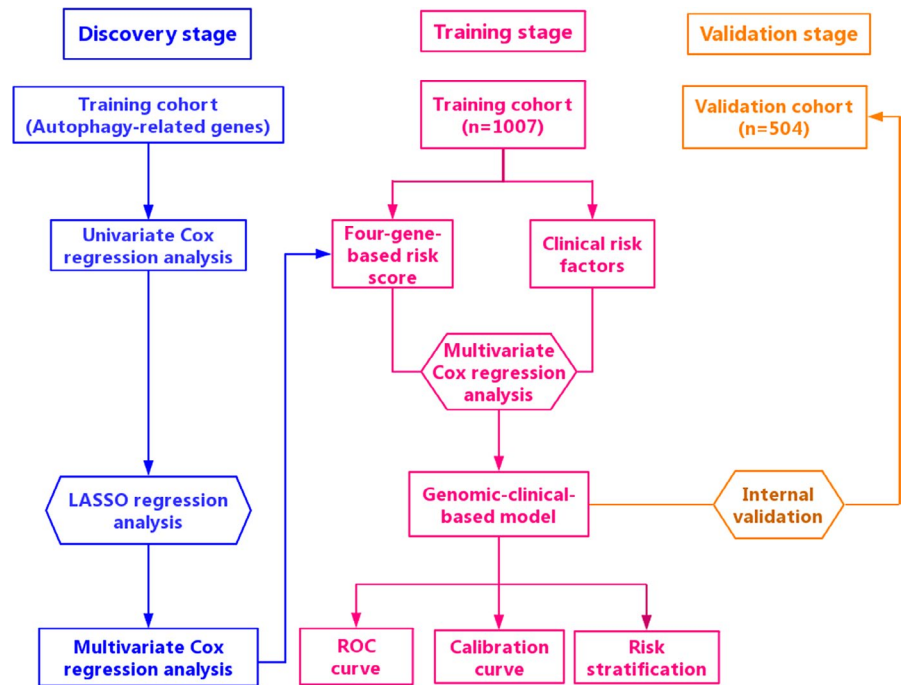 Discovery stage
Training stage
Validation stage
Training cohort
(Autophagy-related genes)
Training cohort
(n=1007)
Validation cohort
(n=504)
Univariate Cox
regression analysis
Four-gene-
based risk
score
Clinical risk
factors
Multivariate
Cox regression
analysis
LASSO regression
analysis
Genomic-clinical-
based model
Internal
validation
Multivariate Cox
regression analysis
ROC
curve
Calibration
curve
Risk
stratification